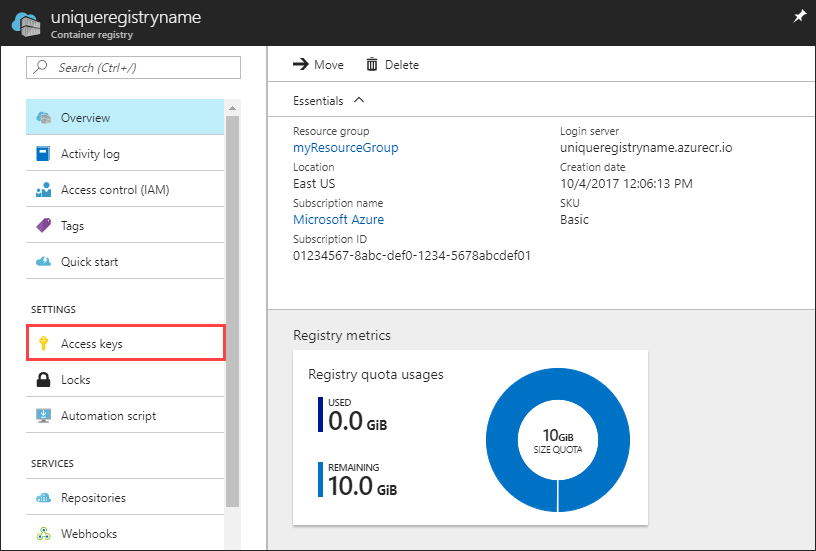 uniqueregistryname
Container registry
Search (Ctrl+/)
Overview
Activity log
Access control (IAM)
Tags
Quick start
SETTINGS
Access keys
Locks
Automation script
SERVICES
Repositories
Webhooks
Move Delete
Essentials
Resource group
myResourceGroup
Location
East US
Subscription name
Microsoft Azure
Subscription ID
01234567-8abc-def0-1234-5678abcdef01
Login server
uniqueregistryname.azurecr.io
Creation date
10/4/2017 12:06:13 PM
SKU
Basic
Registry metrics
Registry quota usages
USED
0.0 GiB
REMAINING
10.0 GiB
10GiB
SIZE QUOTA